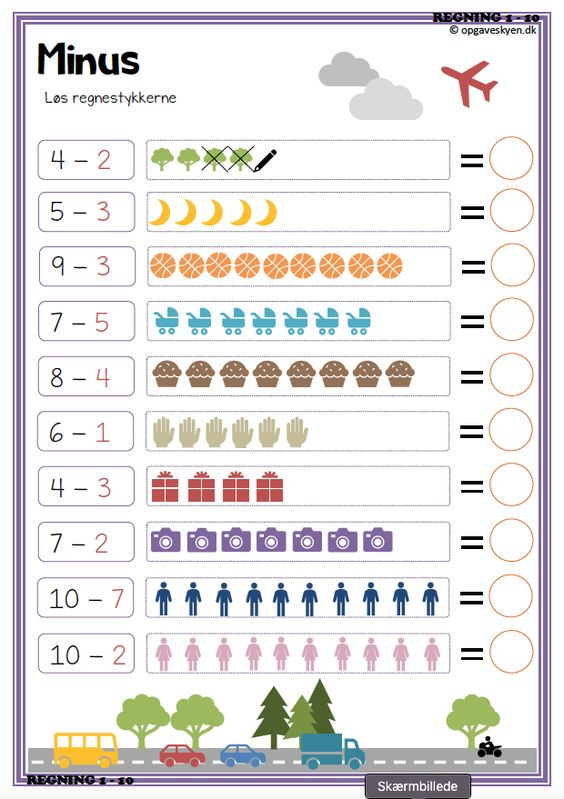 REGNING 1 - 10
© opgaveskyen.dk
Minus
Løs regnestykkerne
4 – 2 =
5 – 3 =
9 – 3 =
7 – 5 =
8 – 4 =
6 – 1 =
4 – 3 =
7 – 2 =
10 – 7 =
10 – 2 =
REGNING 1 - 10
Skærmbillede